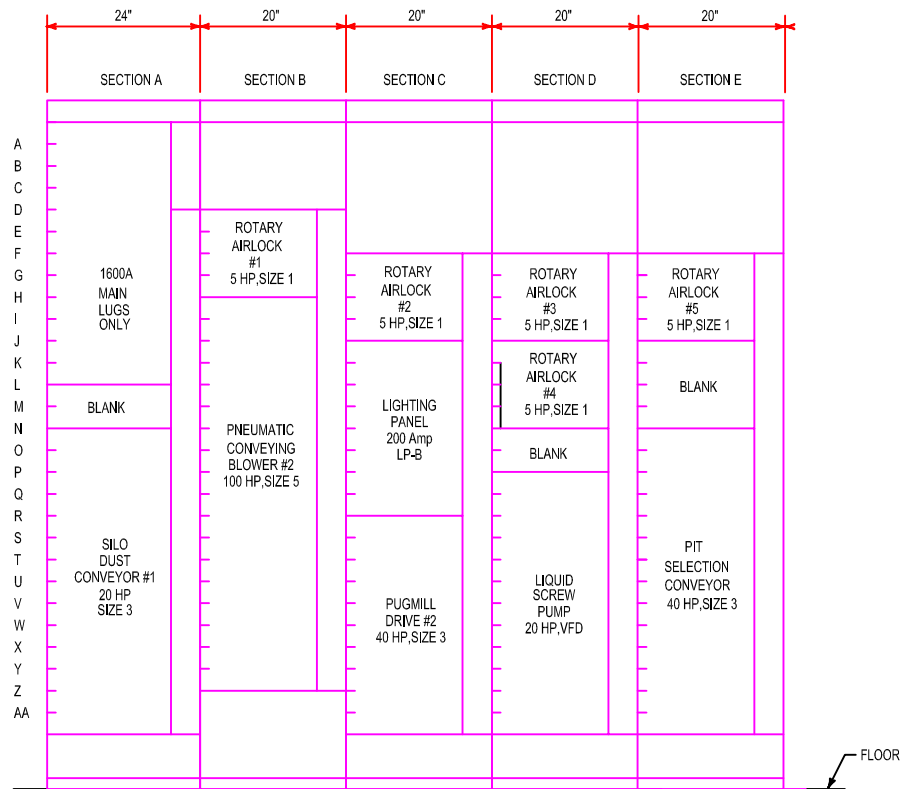 24"
20"
20"
20"
20"
SECTION A
SECTION B
SECTION C
SECTION D
SECTION E
A
B
C
D
E
F
G
H
I
J
K
L
M
N
O
P
Q
R
S
T
U
V
W
X
Y
Z
AA
1600A
MAIN
LUGS
ONLY
BLANK
SILO
DUST
CONVEYOR #1
20 HP
SIZE 3
ROTARY
AIRLOCK
#1
5 HP,SIZE 1
PNEUMATIC
CONVEYING
BLOWER #2
100 HP,SIZE 5
ROTARY
AIRLOCK
#2
5 HP,SIZE 1
LIGHTING
PANEL
200 Amp
LP-B
PUGMILL
DRIVE #2
40 HP,SIZE 3
ROTARY
AIRLOCK
#3
5 HP,SIZE 1
ROTARY
AIRLOCK
#4
5 HP,SIZE 1
BLANK
LIQUID
SCREW
PUMP
20 HP,VFD
ROTARY
AIRLOCK
#5
5 HP,SIZE 1
BLANK
PIT
SELECTION
CONVEYOR
40 HP,SIZE 3
FLOOR